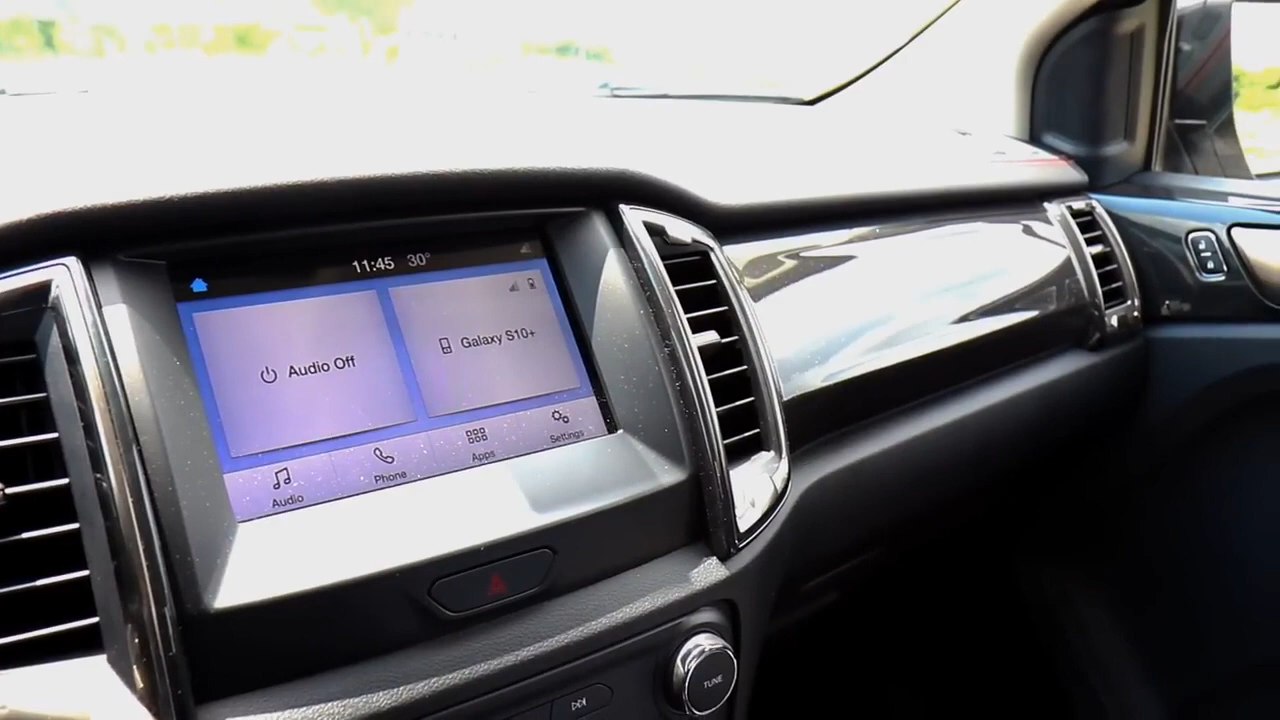 11:45 30°
Audio Off
Galaxy S10+
Audio
Phone
Apps
Settings
TUNE